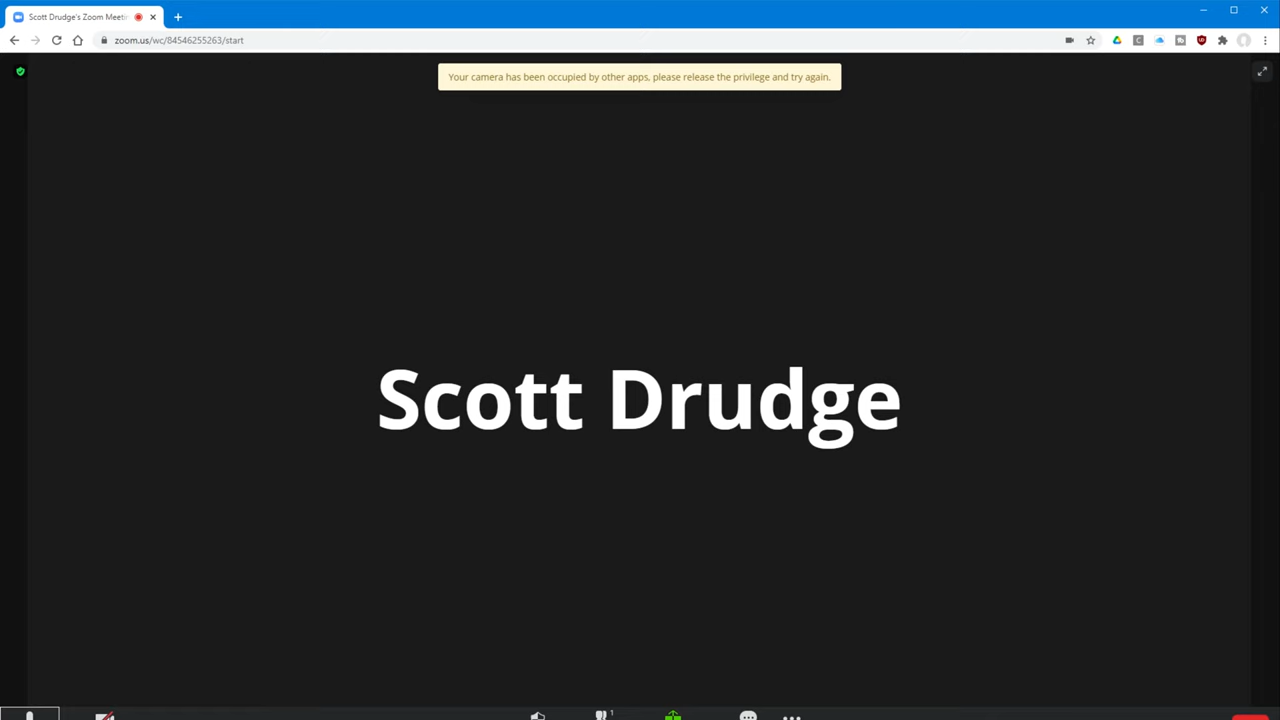 Scott Drudge's Zoom Meeti
zoom.us/wc/84546255263/start
Your camera has been occupied by other apps, please release the privilege and try again.
Scott Drudge
1